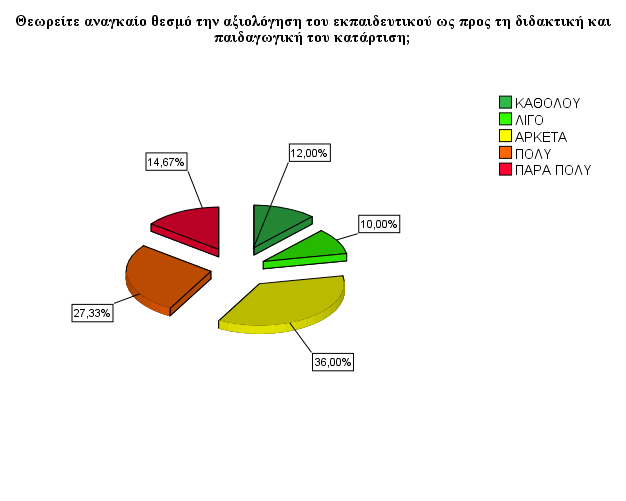 Θεωρείτε αναγκαίο θεσμό την αξιολόγηση του εκπαιδευτικού ως προς τη διδακτική και
παιδαγωγική του κατάρτιση;
ΚΑΘΟΛΟΥ
ΛΙΓΟ
ΑΡΚΕΤΑ
ΠΟΛΥ
ΠΑΡΑ ΠΟΛΥ
12,00%
14,67%
10,00%
27,33%
36,00%